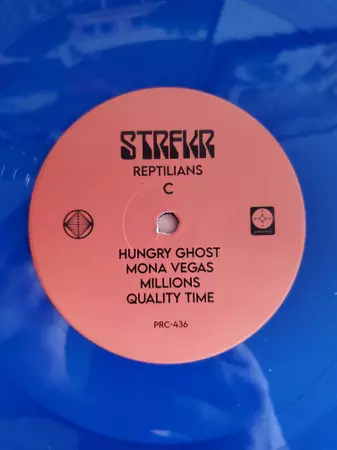 STRFKR
REPTILIANS
C
HUNGRY GHOST
MONA VEGAS
MILLIONS
QUALITY TIME
PRC-436